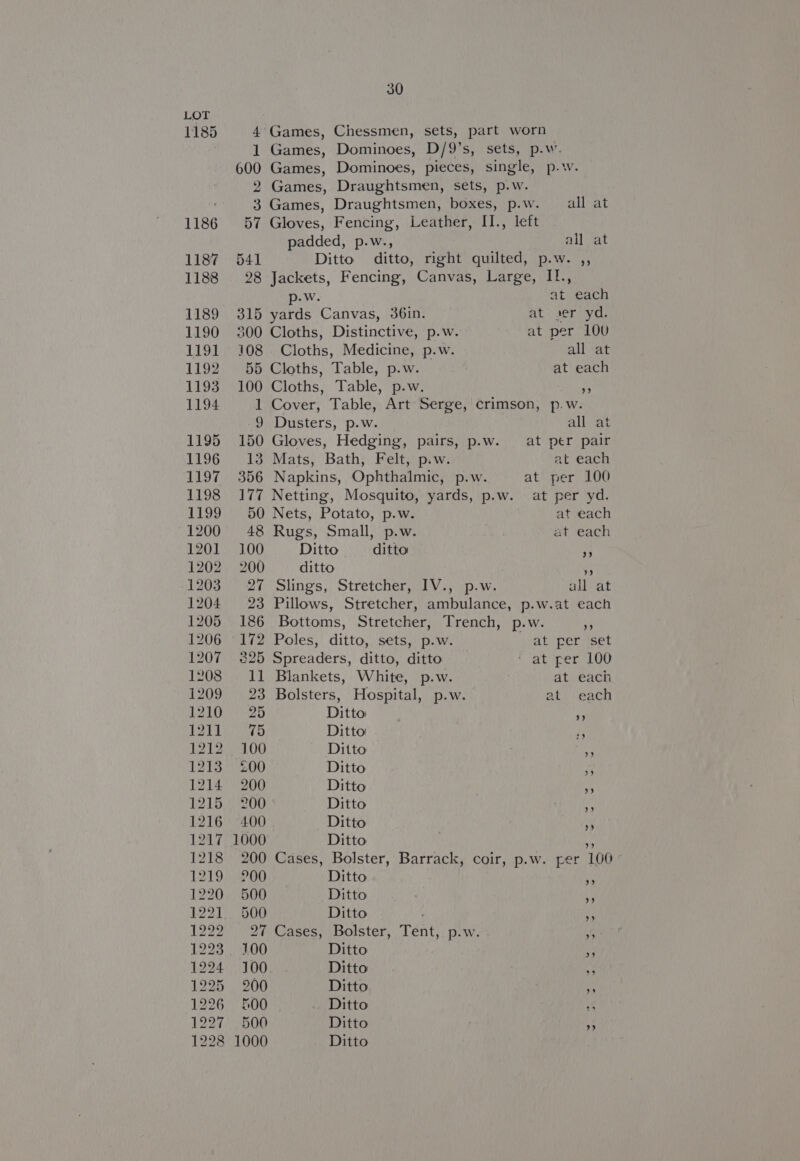 30
LOT
1185 4 Games, Chessmen, sets, part worn
1 Games, Dominoes, D/9's, sets, p.w.
600 Games, Dominoes, pieces, single, p.w.
2 Games, Draughtsmen, sets, p.w.
3 Games, Draughtsmen, boxes, p.w. all at
1186 57 Gloves, Fencing, Leather, II., left
padded, p.w., all at
1187 541 Ditto ditto, right quilted, p.w. ,,
1188 28 Jackets, Fencing, Canvas, Large, II.,
p.w. at each
1189 315 yards Canvas, 36in. at per yd.
1190 300 Cloths, Distinctive, p.w. at per 100
1191 108 Cloths, Medicine, p.w. all at
1192 55 Cloths, Table, p.w. at each
1193 100 Cloths, Table, p.w. ,,
1194 1 Cover, Table, Art Serge, crimson, p.w.
9 Dusters, p.w. all at
1195 150 Gloves, Hedging, pairs, p.w. at per pair
1196 13 Mats, Bath, Felt, p.w. at each
1197 356 Napkins, Ophthalmic, p.w. at per 100
1198 177 Netting, Mosquito, yards, p.w. at per yd.
1199 50 Nets, Potato, p.w. at each
1200 48 Rugs, Small, p.w. at each
1201 100 Ditto ditto ,,
1202 200 ditto ,,
1203 27 Slings, Stretcher, IV., p.w. all at
1204 23 Pillows, Stretcher, ambulance, p.w.at each
1205 186 Bottoms, Stretcher, Trench, p.w. ,,
1206 172 Poles, ditto, sets, p.w. at per set
1207 325 Spreaders, ditto, ditto at per 100
1208 11 Blankets, White, p.w. at each
1209 23 Bolsters, Hospital, p.w. at each
1210 25 Ditto ,,
1211 75 Ditto ,,
1212 100 Ditto ,,
1213 200 Ditto ,,
1214 200 Ditto ,,
1215 200 Ditto ,,
1216 400 Ditto ,,
1217 1000 Ditto ,,
1218 200 Cases, Bolster, Barrack, coir, p.w. per 100
1219 200 Ditto ,,
1220 500 Ditto ,,
1221 500 Ditto ,,
1222 27 Cases, Bolster, Tent, p.w. ,,
1223 100 Ditto ,,
1224 100 Ditto ,,
1225 200 Ditto ,,
1226 500 Ditto ,,
1227 500 Ditto ,,
1228 1000 Ditto